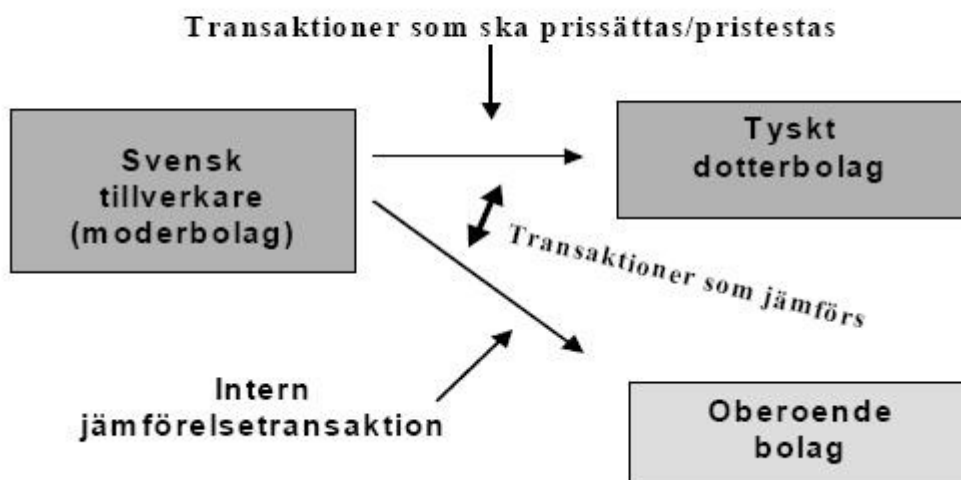 Transaktioner som ska prissättas/pristestas
Svensk
tillverkare
(moderbolag)
Tyskt
dotterbolag
Transaktioner som jämförs
Intern
jämförelsetransaktion
Oberoende
bolag